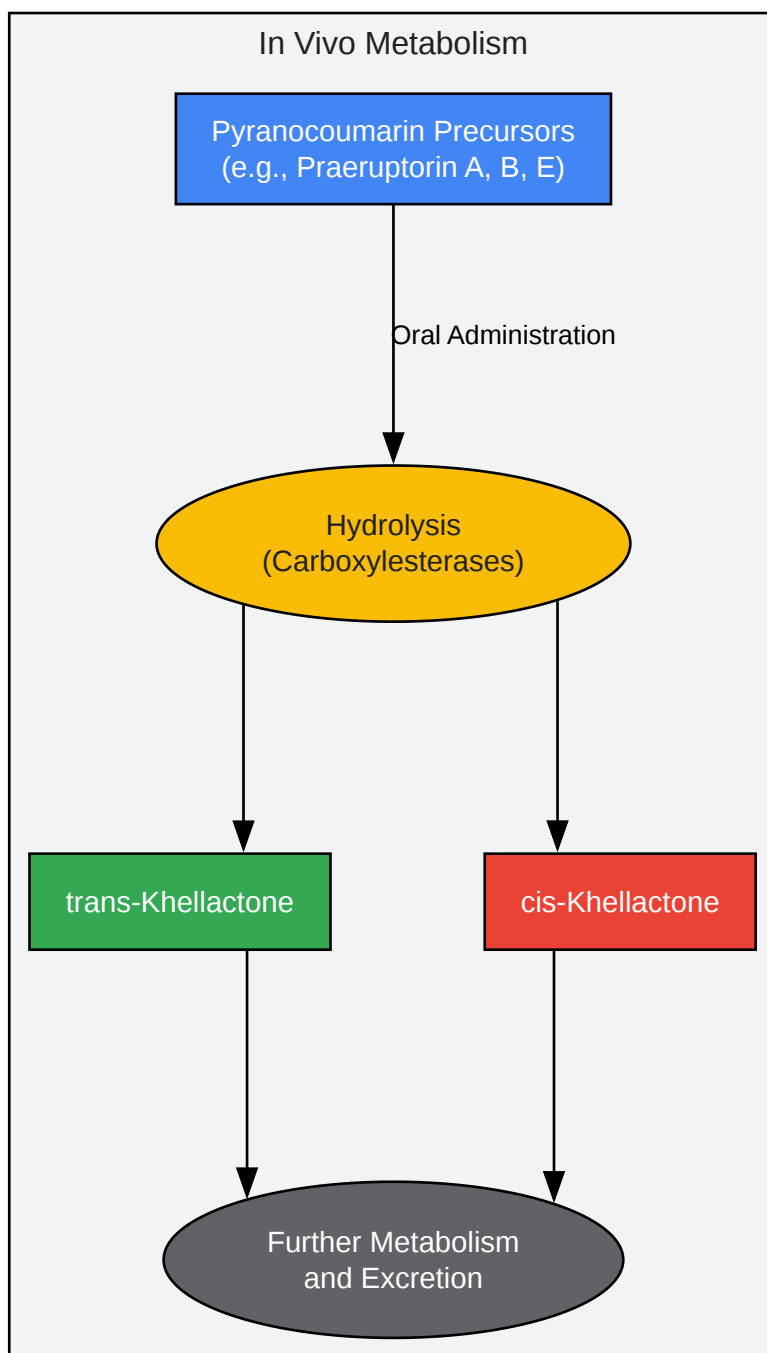 In Vivo Metabolism
Pyranocoumarin Precursors
(e.g., Praeruptorin A, B, E)
Oral Administration
Hydrolysis
(Carboxylesterases)
trans-Khellactone
cis-Khellactone
Further Metabolism
and Excretion